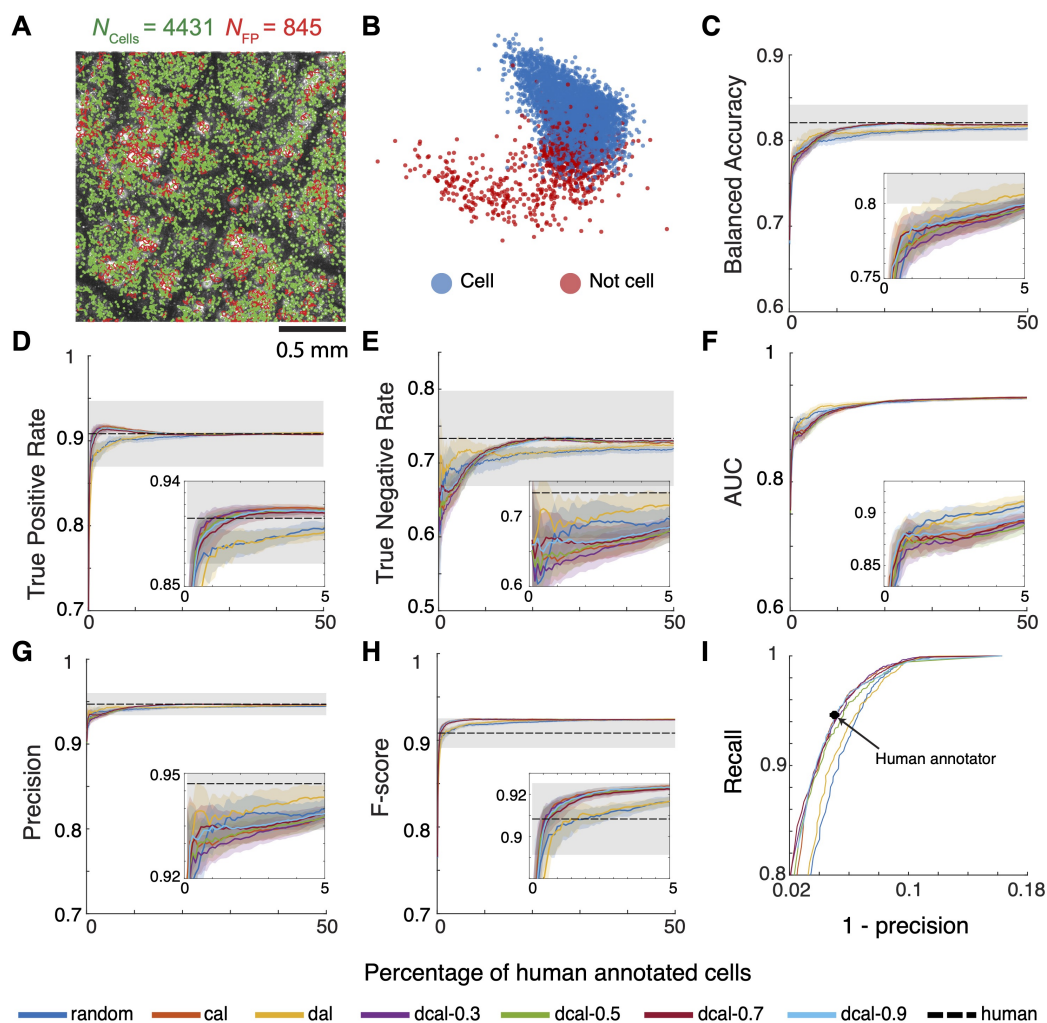 A
N_Cells = 4431 N_FP = 845
0.5 mm
B
Cell
Not cell
C
Balanced Accuracy
0.9
0.8
0.7
0.6
0
50
0.8
0.75
0
5
D
True Positive Rate
1
0.9
0.8
0.7
0
50
0.94
0.85
0
5
E
True Negative Rate
0.8
0.7
0.6
0.5
0
50
0.7
0.6
0
5
F
AUC
1
0.9
0.8
0.7
0.6
0
50
0.9
0.85
0
5
G
Precision
1
0.9
0.8
0.7
0
50
0.95
0.92
0
5
H
F-score
1
0.9
0.8
0.7
0
50
0.92
0.9
0
5
I
Recall
1
0.9
0.8
0.02
0.1
0.18
Human annotator
1 - precision
Percentage of human annotated cells
random cal dal dcal-0.3 dcal-0.5 dcal-0.7 dcal-0.9 human